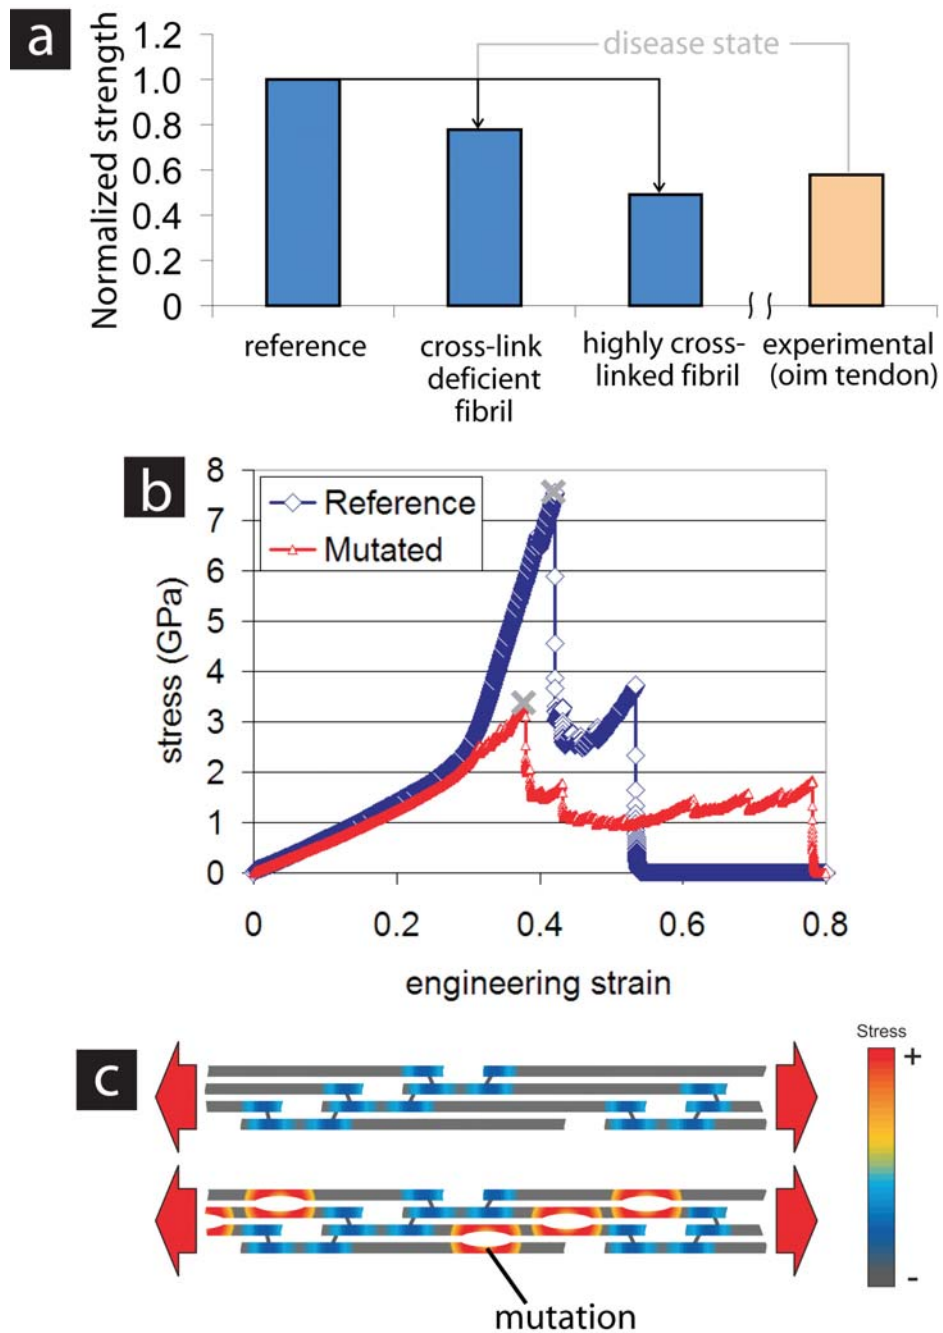 a
Normalized strength
1.2
1.0
0.8
0.6
0.4
0.2
0
disease state
reference
cross-link
deficient
fibril
highly cross-
linked fibril
experimental
(oim tendon)
b
stress (GPa)
8
7
6
5
4
3
2
1
0
Reference
Mutated
0
0.2
0.4
0.6
0.8
engineering strain
c
Stress
+
-
mutation